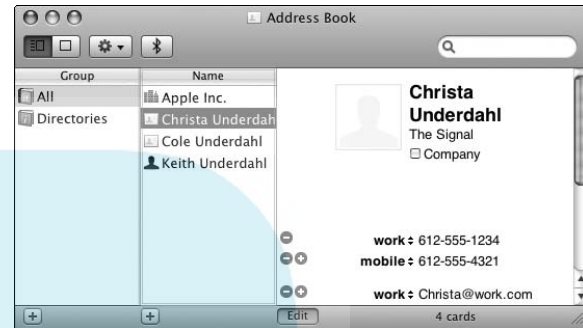 Address Book
Group
Name
All
Directories
Apple Inc.
Christa Underdah
Cole Underdahl
Keith Underdahl
Christa
Underdahl
The Signal
Company
work 612-555-1234
mobile 612-555-4321
work Christa@work.com
Edit
4 cards